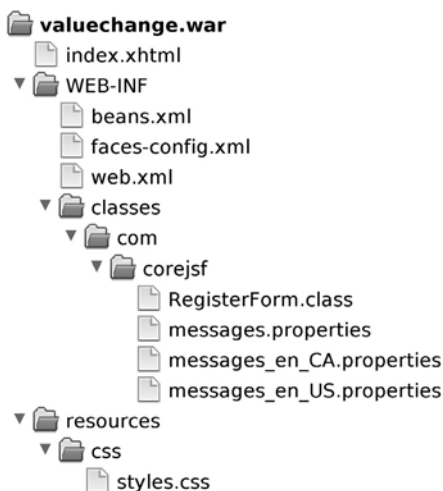 valuechange.war
index.xhtml
WEB-INF
beans.xml
faces-config.xml
web.xml
classes
com
corejsf
RegisterForm.class
messages.properties
messages_en_CA.properties
messages_en_US.properties
resources
css
styles.css